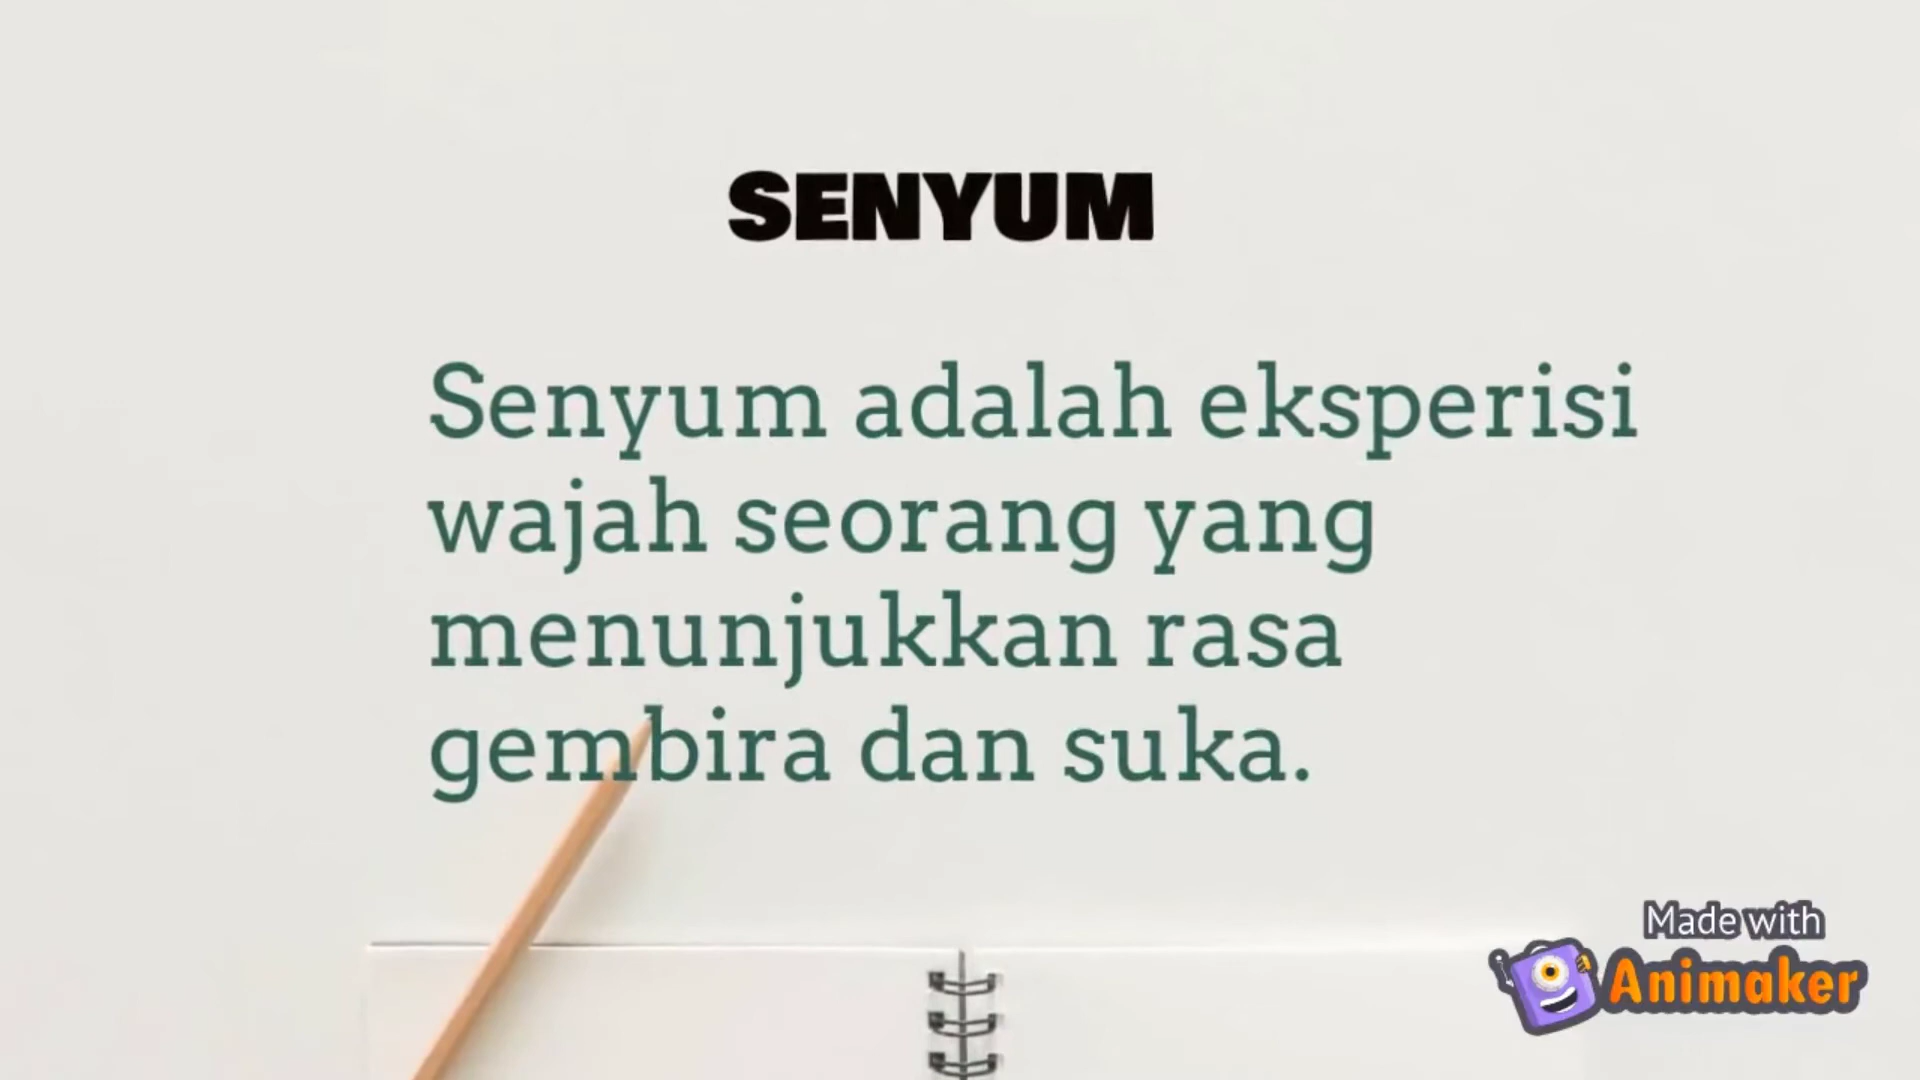 SENYUM
Senyum adalah eksperisi
wajah seorang yang
menunjukkan rasa
gembira dan suka.
Made with
Animaker